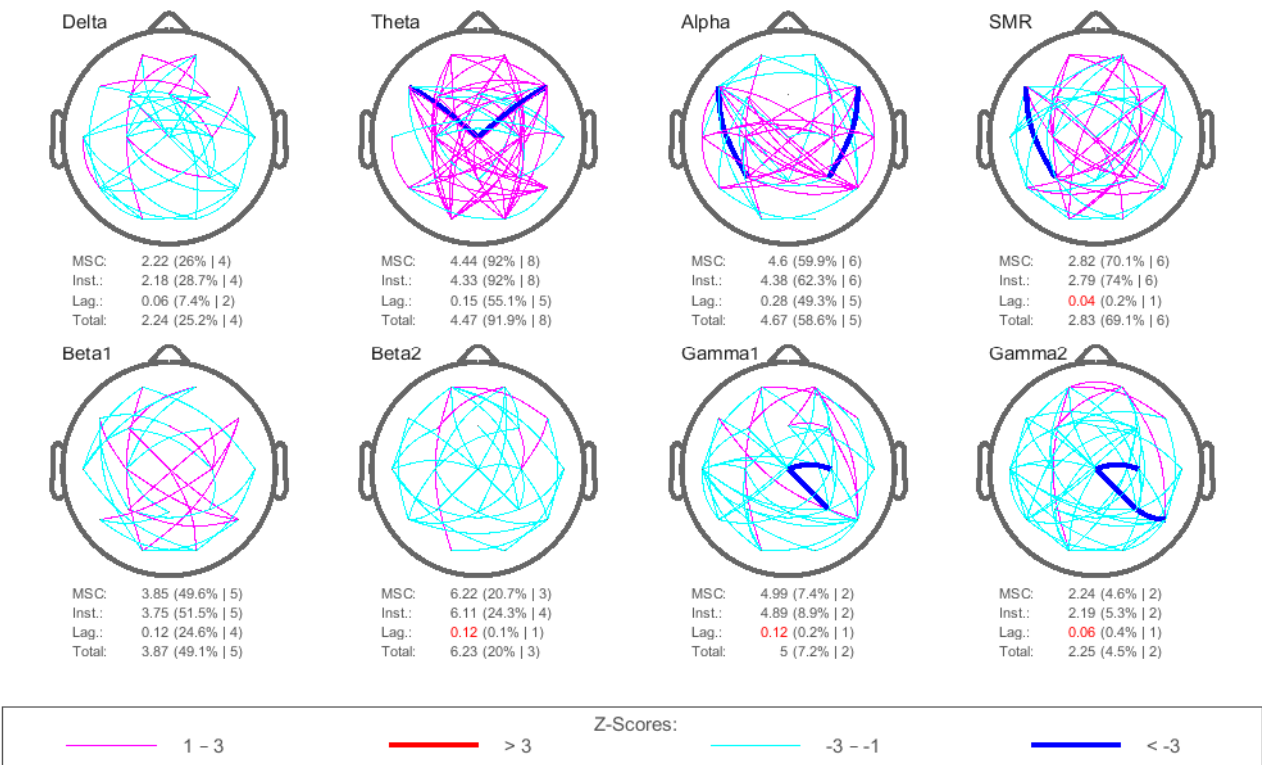 Delta Theta Alpha SMR
MSC: 2.22 (26% | 4) MSC: 4.44 (92% | 8) MSC: 4.6 (59.9% | 6) MSC: 2.82 (70.1% | 6)
Inst.: 2.18 (28.7% | 4) Inst.: 4.33 (92% | 8) Inst.: 4.38 (62.3% | 6) Inst.: 2.79 (74% | 6)
Lag.: 0.06 (7.4% | 2) Lag.: 0.15 (55.1% | 5) Lag.: 0.28 (49.3% | 5) Lag.: 0.04 (0.2% | 1)
Total: 2.24 (25.2% | 4) Total: 4.47 (91.9% | 8) Total: 4.67 (58.6% | 5) Total: 2.83 (69.1% | 6)
Beta1 Beta2 Gamma1 Gamma2
MSC: 3.85 (49.6% | 5) MSC: 6.22 (20.7% | 3) MSC: 4.99 (7.4% | 2) MSC: 2.24 (4.6% | 2)
Inst.: 3.75 (51.5% | 5) Inst.: 6.11 (24.3% | 4) Inst.: 4.89 (8.9% | 2) Inst.: 2.19 (5.3% | 2)
Lag.: 0.12 (24.6% | 4) Lag.: 0.12 (0.1% | 1) Lag.: 0.12 (0.2% | 1) Lag.: 0.06 (0.4% | 1)
Total: 3.87 (49.1% | 5) Total: 6.23 (20% | 3) Total: 5 (7.2% | 2) Total: 2.25 (4.5% | 2)
Z-Scores:
1 – 3 > 3 -3 – -1 < -3